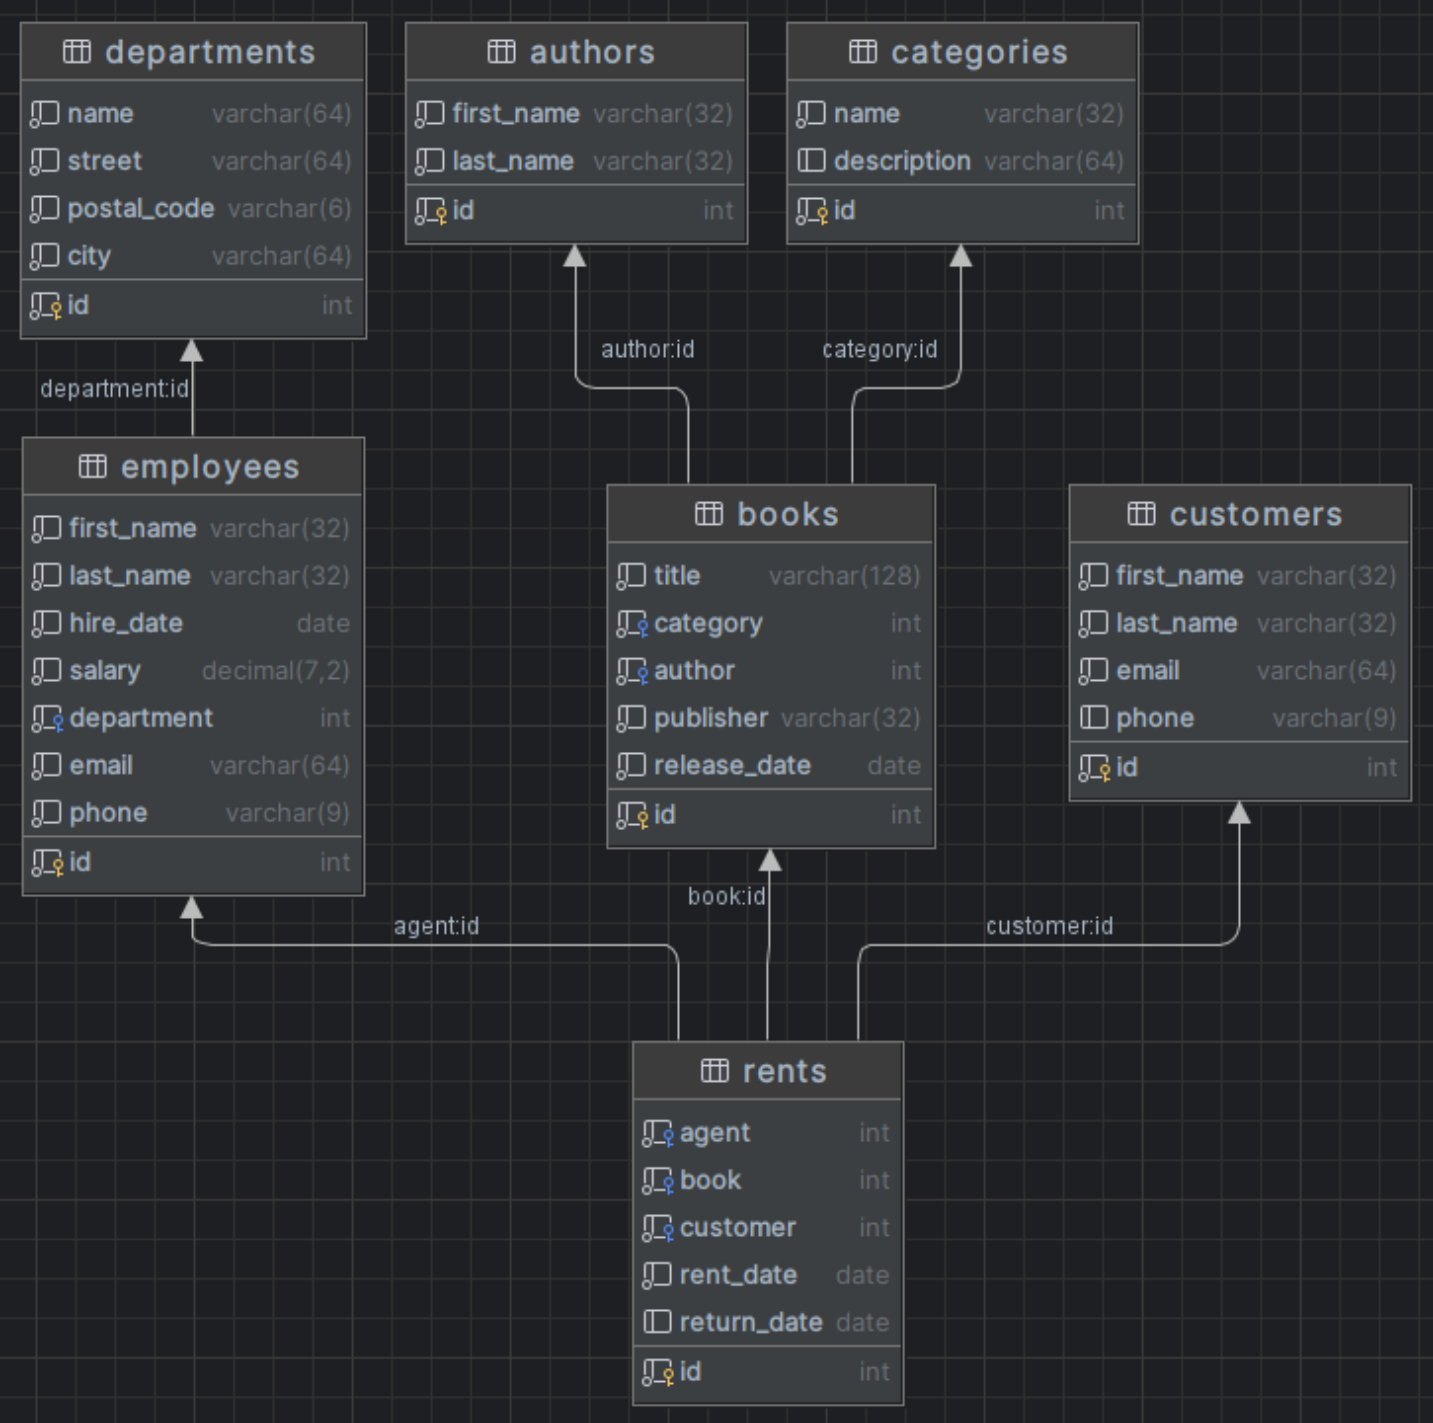 departments
name varchar(64)
street varchar(64)
postal_code varchar(6)
city varchar(64)
id int
authors
first_name varchar(32)
last_name varchar(32)
id int
categories
name varchar(32)
description varchar(64)
id int
department:id
author:id
category:id
employees
first_name varchar(32)
last_name varchar(32)
hire_date date
salary decimal(7,2)
department int
email varchar(64)
phone varchar(9)
id int
books
title varchar(128)
category int
author int
publisher varchar(32)
release_date date
id int
customers
first_name varchar(32)
last_name varchar(32)
email varchar(64)
phone varchar(9)
id int
agent:id
book:id
customer:id
rents
agent int
book int
customer int
rent_date date
return_date date
id int